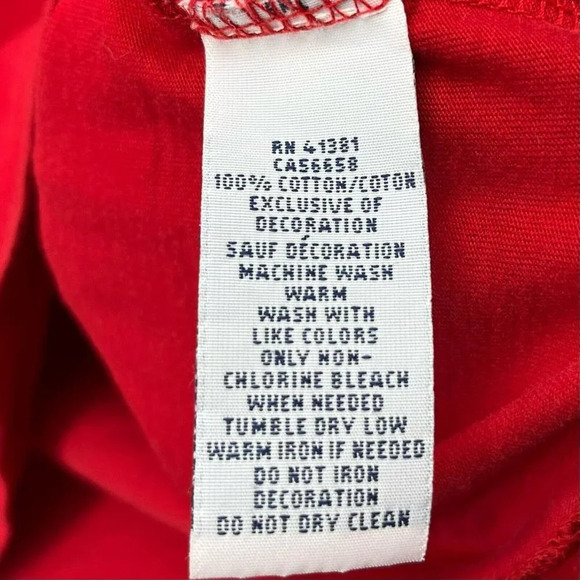 RN 41381
CA56658
100% COTTON/COTON
EXCLUSIVE OF
DECORATION
SAUF DÉCORATION
MACHINE WASH
WARM
WASH WITH
LIKE COLORS
ONLY NON-
CHLORINE BLEACH
WHEN NEEDED
TUMBLE DRY LOW
WARM IRON IF NEEDED
DO NOT IRON
DECORATION
DO NOT DRY CLEAN